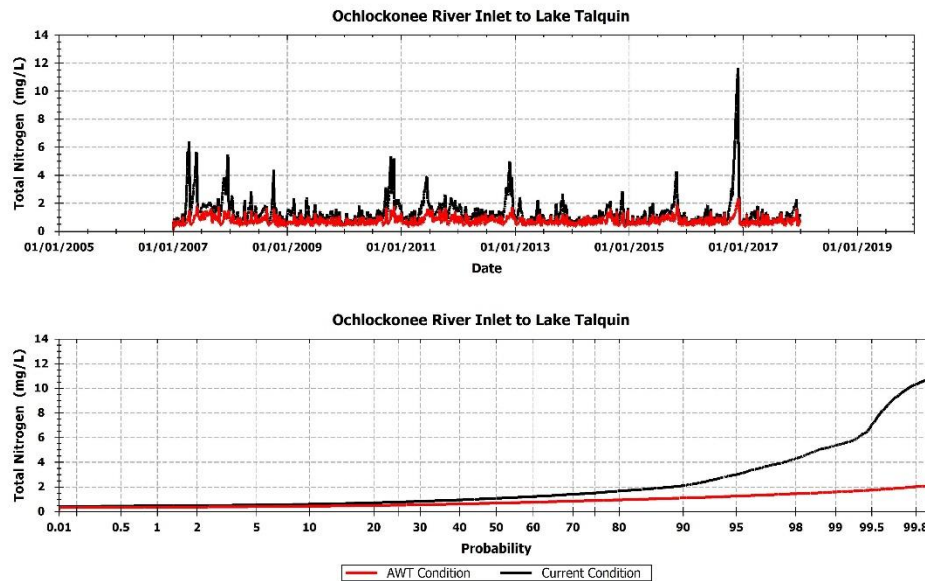 Ochlockonee River Inlet to Lake Talquin
14
12
10
8
6
4
2
0
Total Nitrogen (mg/L)
01/01/2005 01/01/2007 01/01/2009 01/01/2011 01/01/2013 01/01/2015 01/01/2017 01/01/2019
Date
Ochlockonee River Inlet to Lake Talquin
14
12
10
8
6
4
2
0
Total Nitrogen (mg/L)
0.01 0.5 1 2 5 10 20 30 40 50 60 70 80 90 95 98 99 99.5 99.8
Probability
AWT Condition Current Condition